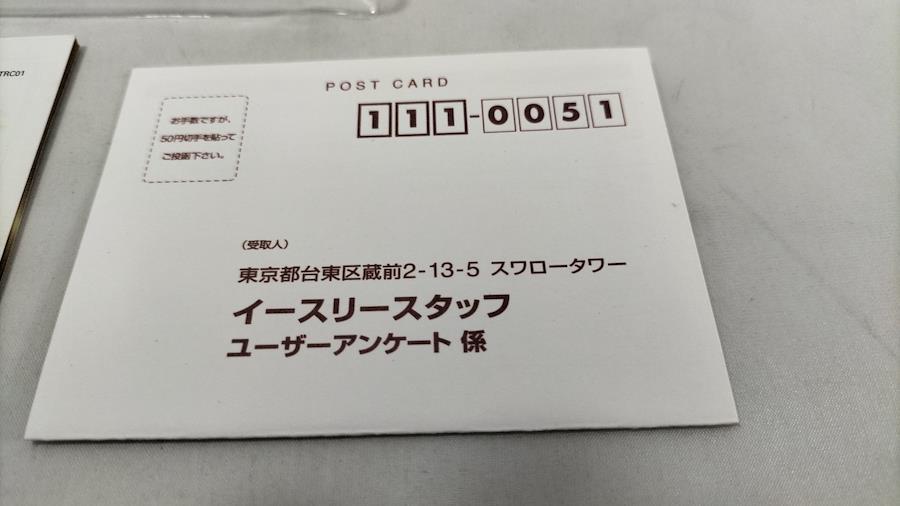 TRC01
POST CARD
111-0051
お手数ですが、
50円切手を貼って
ご投函下さい。
（受取人）
東京都台東区蔵前2-13-5 スワロータワー
イースリースタッフ
ユーザーアンケート 係